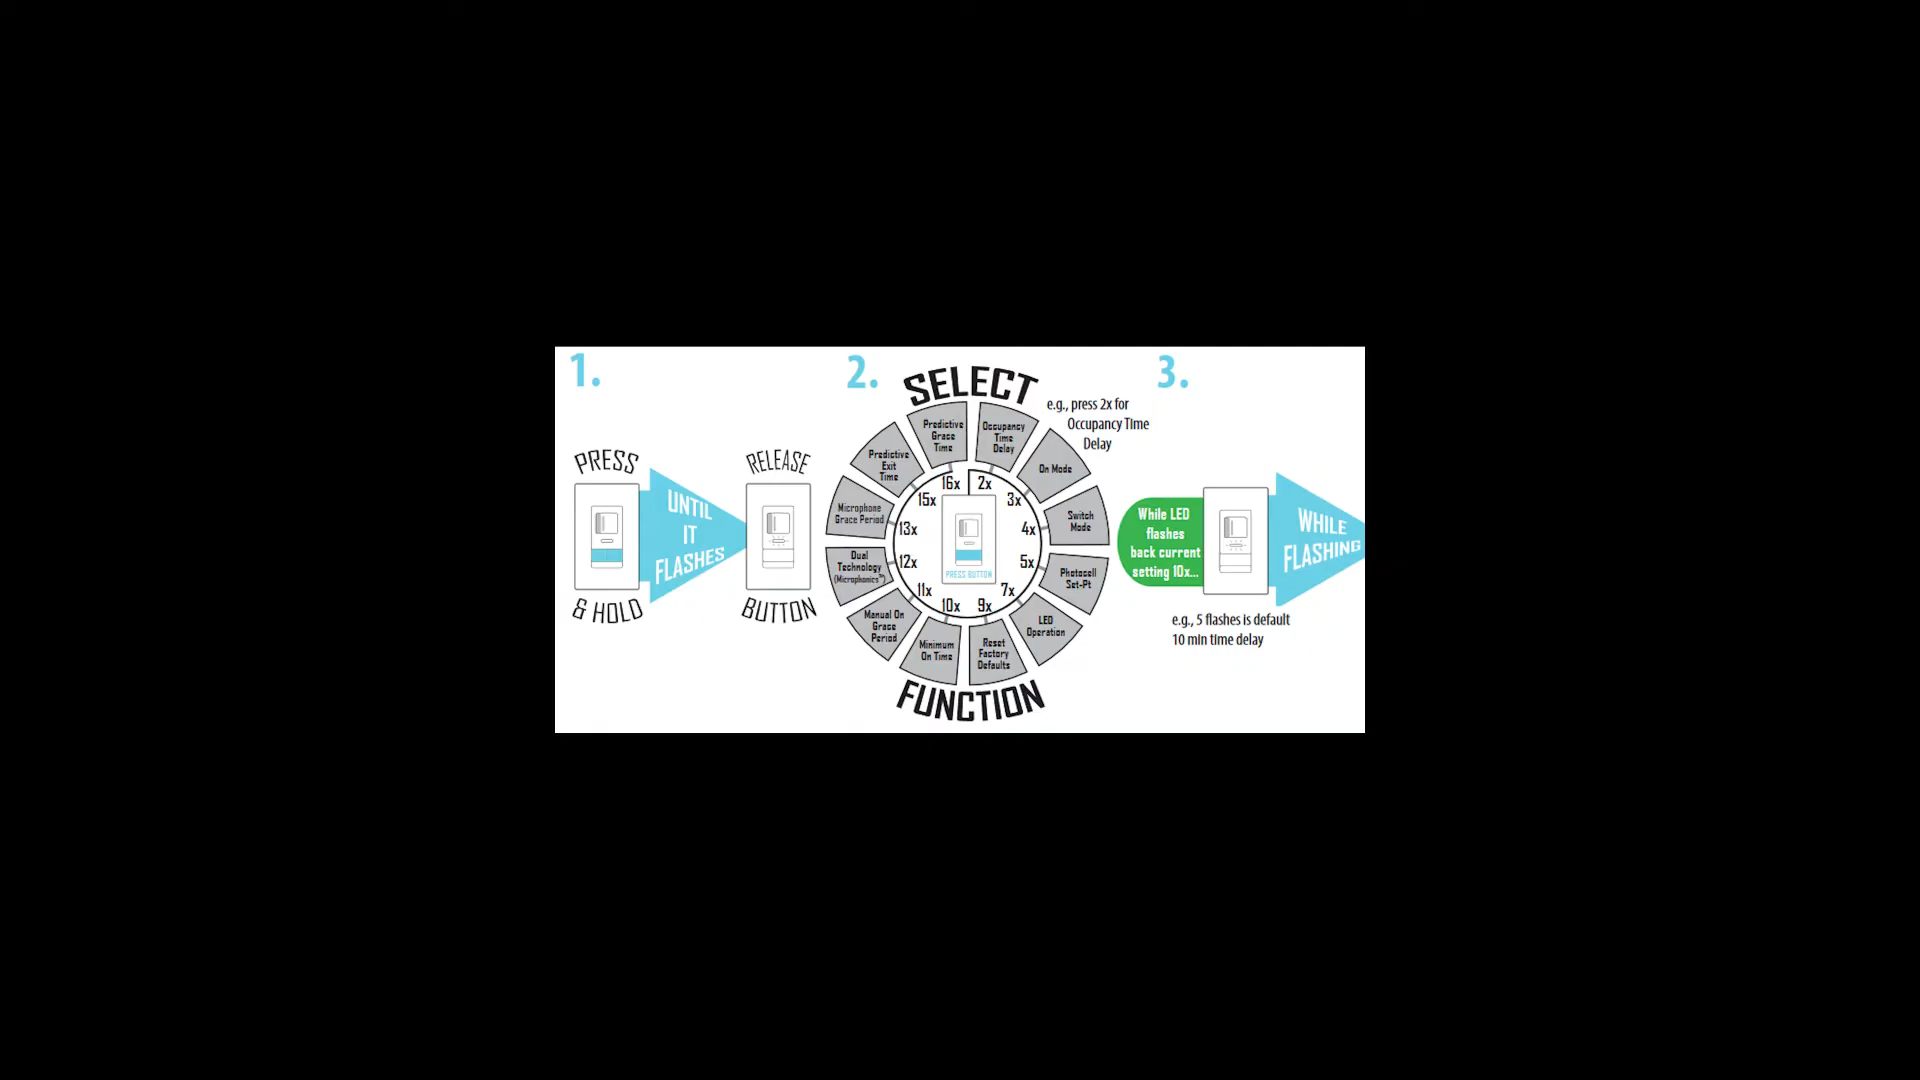 1.
PRESS
& HOLD
UNTIL
IT
FLASHES
RELEASE
BUTTON
2.
SELECT
e.g., press 2x for
Occupancy Time
Delay
Occupancy
Time
Delay
On Mode
Switch
Mode
Photocell
Set-Pt
LED
Operation
Reset
Factory
Defaults
Minimum
On Time
Manual On
Grace
Period
Dual
Technology
(Microphonics™)
Microphone
Grace Period
Predictive
Exit
Time
Predictive
Grace
Time
2x
3x
4x
5x
7x
9x
10x
11x
12x
13x
15x
16x
PRESS BUTTON
FUNCTION
3.
While LED
flashes
back current
setting 10x...
WHILE
FLASHING
e.g., 5 flashes is default
10 min time delay